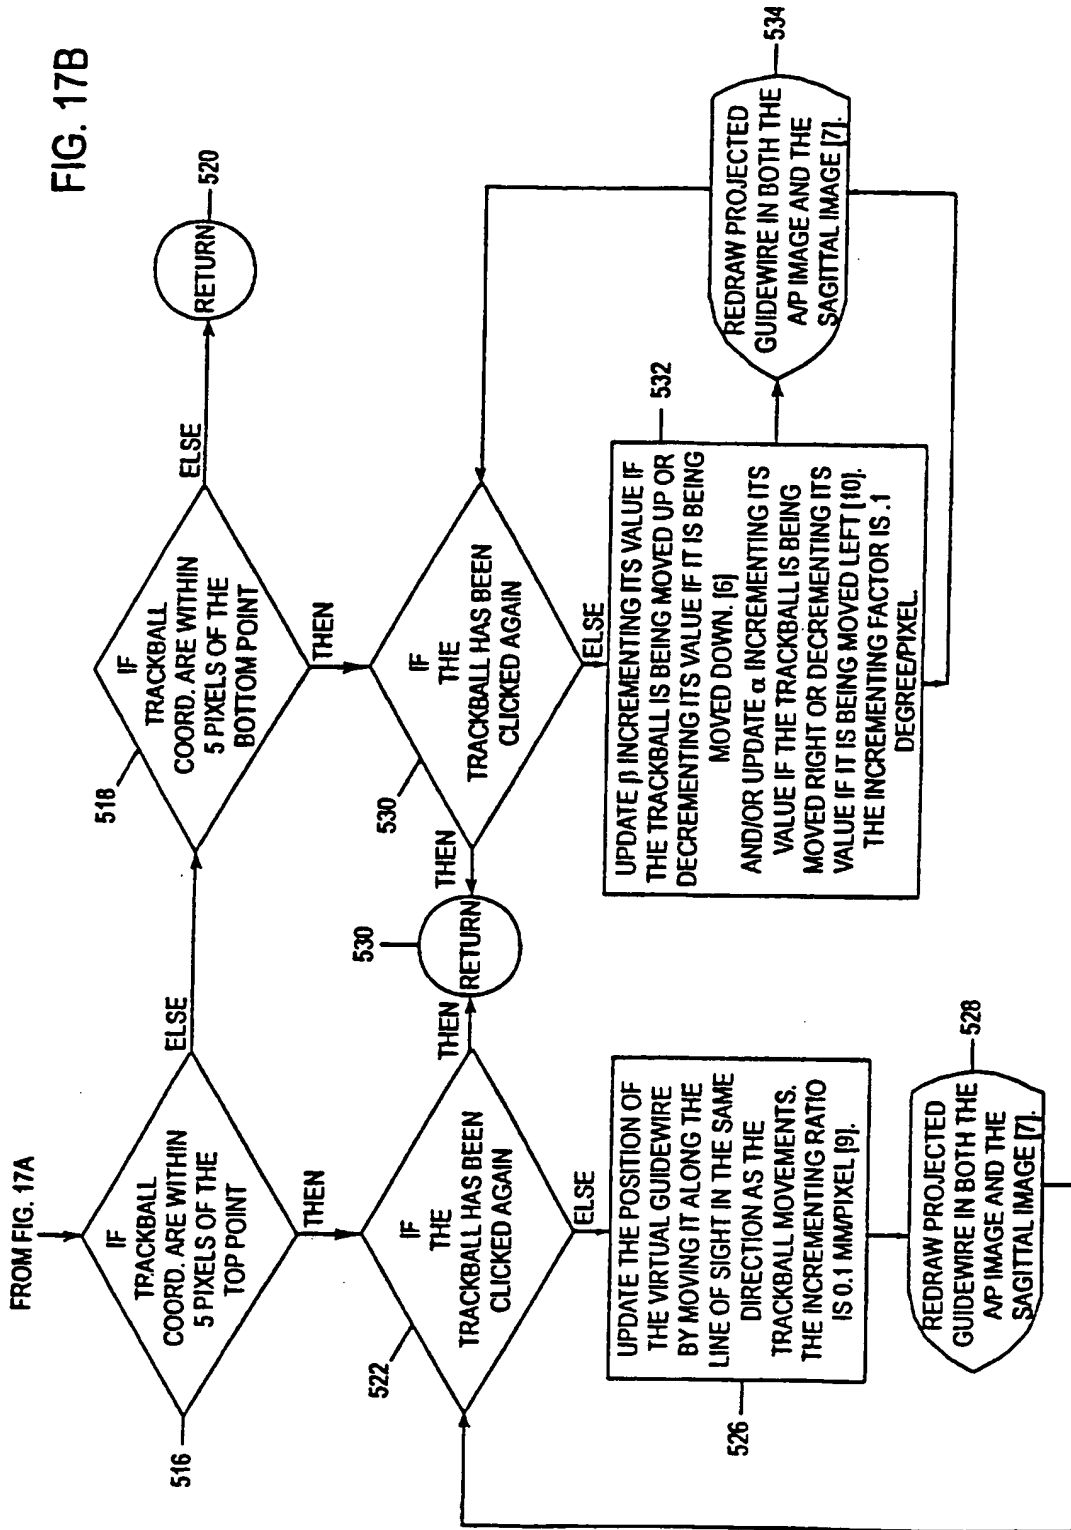 FIG. 17B
FROM FIG. 17A
IF
TRACKBALL
COORD. ARE WITHIN
5 PIXELS OF THE
TOP POINT
516
ELSE
THEN
IF
TRACKBALL
COORD. ARE WITHIN
5 PIXELS OF THE
BOTTOM POINT
518
ELSE
THEN
RETURN
520
IF
THE
TRACKBALL HAS BEEN
CLICKED AGAIN
522
THEN
ELSE
RETURN
530
IF
THE
TRACKBALL HAS BEEN
CLICKED AGAIN
530
THEN
ELSE
UPDATE THE POSITION OF
THE VIRTUAL GUIDEWIRE
BY MOVING IT ALONG THE
LINE OF SIGHT IN THE SAME
DIRECTION AS THE
TRACKBALL MOVEMENTS.
THE INCREMENTING RATIO
IS 0.1 MM/PIXEL [9].
526
REDRAW PROJECTED
GUIDEWIRE IN BOTH THE
A/P IMAGE AND THE
SAGITTAL IMAGE [7].
528
UPDATE β INCREMENTING ITS VALUE IF
THE TRACKBALL IS BEING MOVED UP OR
DECREMENTING ITS VALUE IF IT IS BEING
MOVED DOWN. [6]
AND/OR UPDATE α INCREMENTING ITS
VALUE IF THE TRACKBALL IS BEING
MOVED RIGHT OR DECREMENTING ITS
VALUE IF IT IS BEING MOVED LEFT [10].
THE INCREMENTING FACTOR IS .1
DEGREE/PIXEL.
532
REDRAW PROJECTED
GUIDEWIRE IN BOTH THE
A/P IMAGE AND THE
SAGITTAL IMAGE [7].
534